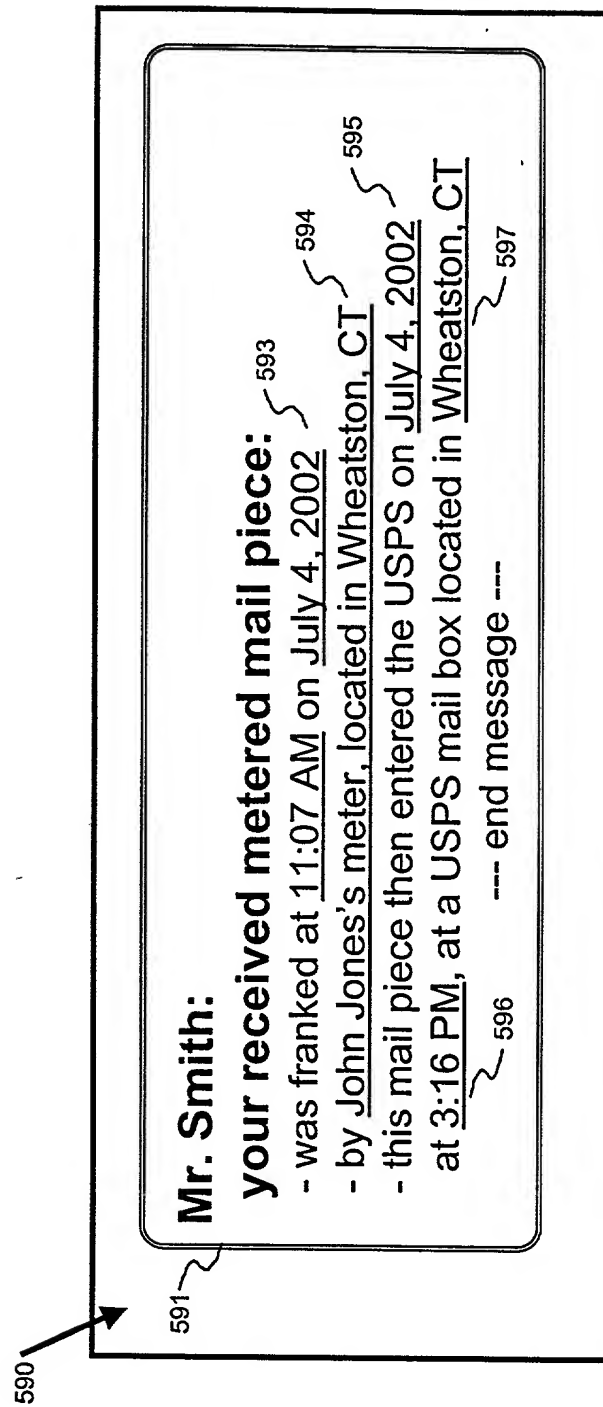 590
591
Mr. Smith:
your received metered mail piece:
593
- was franked at 11:07 AM on July 4, 2002
594
- by John Jones's meter, located in Wheatston, CT
595
- this mail piece then entered the USPS on July 4, 2002
at 3:16 PM, at a USPS mail box located in Wheatston, CT
596
--- end message ---
597